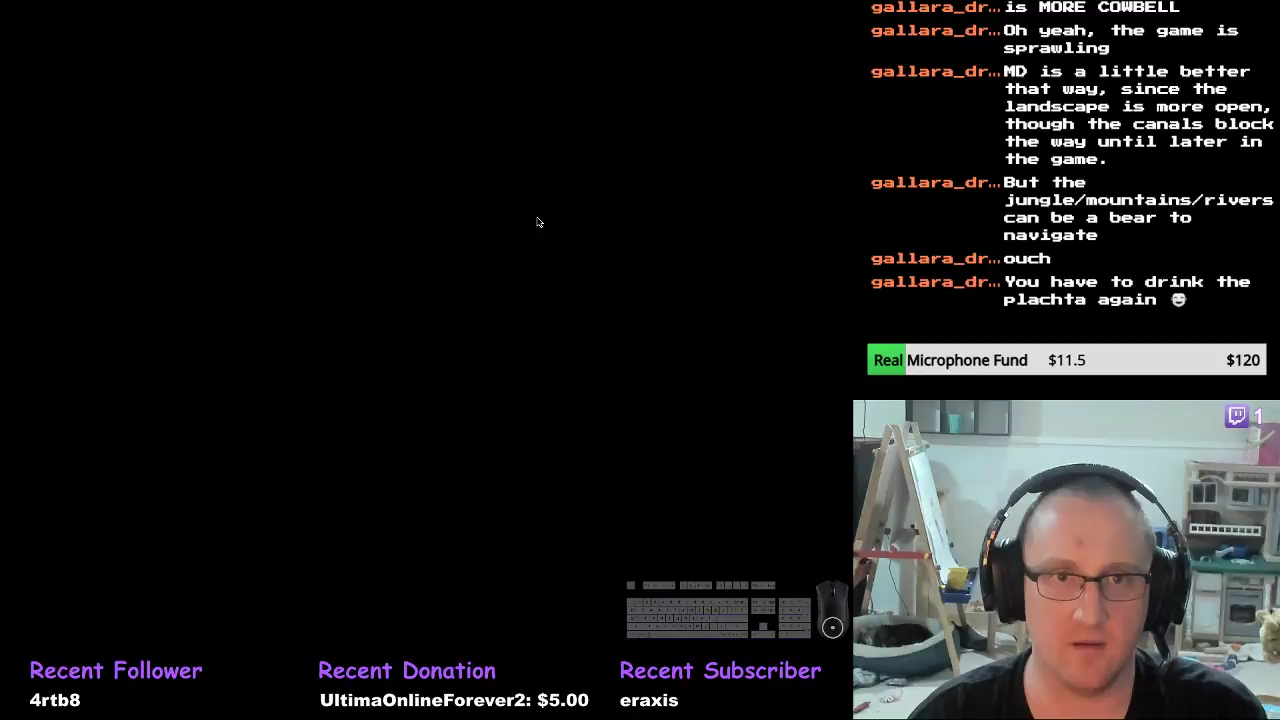 gallara_dr... is MORE COWBELL
gallara_dr... Oh yeah, the game is
sprawling
gallara_dr... MD is a little better
that way, since the
landscape is more open,
though the canals block
the way until later in
the game.
gallara_dr... But the
jungle/mountains/rivers
can be a bear to
navigate
gallara_dr... ouch
gallara_dr... You have to drink the
plachta again
Real Microphone Fund $11.5 $120
1
Recent Follower
4rtb8
Recent Donation
UltimaOnlineForever2: $5.00
Recent Subscriber
eraxis